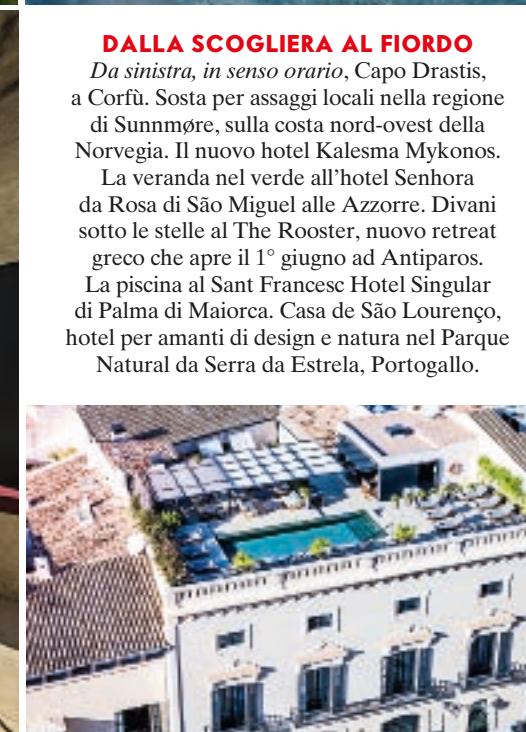 DALLA SCOGLIERA AL FIORDO
Da sinistra, in senso orario, Capo Drastis,
a Corfù. Sosta per assaggi locali nella regione
di Sunnmøre, sulla costa nord-ovest della
Norvegia. Il nuovo hotel Kalesma Mykonos.
La veranda nel verde all'hotel Senhora
da Rosa di São Miguel alle Azzorre. Divani
sotto le stelle al The Rooster, nuovo retreat
greco che apre il 1° giugno ad Antiparos.
La piscina al Sant Francesc Hotel Singular
di Palma di Maiorca. Casa de São Lourenço,
hotel per amanti di design e natura nel Parque
Natural da Serra da Estrela, Portogallo.